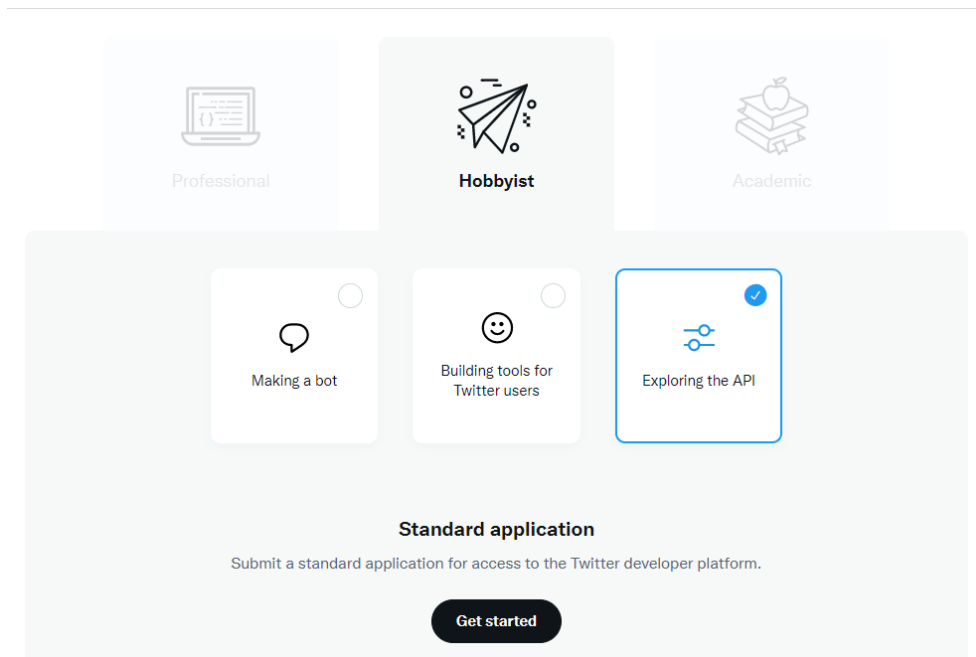 Professional
Hobbyist
Academic
Making a bot
Building tools for
Twitter users
Exploring the API
Standard application
Submit a standard application for access to the Twitter developer platform.
Get started